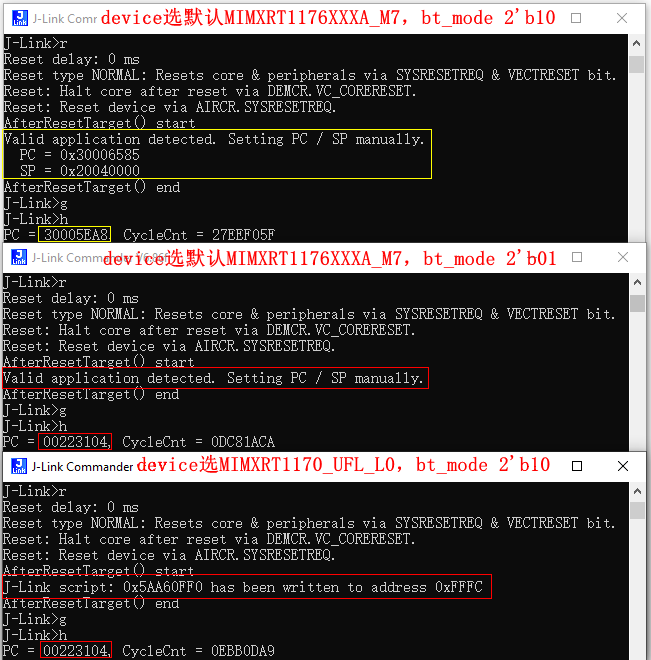 J-Link Comr device选默认MIMXRT1176XXXA_M7，bt_mode 2'b10
J-Link>r
Reset delay: 0 ms
Reset type NORMAL: Resets core & peripherals via SYSRESETREQ & VECTRESET bit.
Reset: Halt core after reset via DEMCR.VC_CORERESET.
Reset: Reset device via AIRCR.SYSRESETREQ.
AfterResetTarget() start
Valid application detected. Setting PC / SP manually.
PC = 0x30006585
SP = 0x20040000
AfterResetTarget() end
J-Link>g
J-Link>h
PC = 30005EA8, CycleCnt = 27EEF05F
J-Link Commander device选默认MIMXRT1176XXXA_M7，bt_mode 2'b01
J-Link>r
Reset delay: 0 ms
Reset type NORMAL: Resets core & peripherals via SYSRESETREQ & VECTRESET bit.
Reset: Halt core after reset via DEMCR.VC_CORERESET.
Reset: Reset device via AIRCR.SYSRESETREQ.
AfterResetTarget() start
Valid application detected. Setting PC / SP manually.
AfterResetTarget() end
J-Link>g
J-Link>h
PC = 00223104, CycleCnt = 0DC81ACA
J-Link Commander device选MIMXRT1170_UFL_L0，bt_mode 2'b10
J-Link>r
Reset delay: 0 ms
Reset type NORMAL: Resets core & peripherals via SYSRESETREQ & VECTRESET bit.
Reset: Halt core after reset via DEMCR.VC_CORERESET.
Reset: Reset device via AIRCR.SYSRESETREQ.
AfterResetTarget() start
J-Link script: 0x5AA60FF0 has been written to address 0xFFFC
AfterResetTarget() end
J-Link>g
J-Link>h
PC = 00223104, CycleCnt = 0EBB0DA9